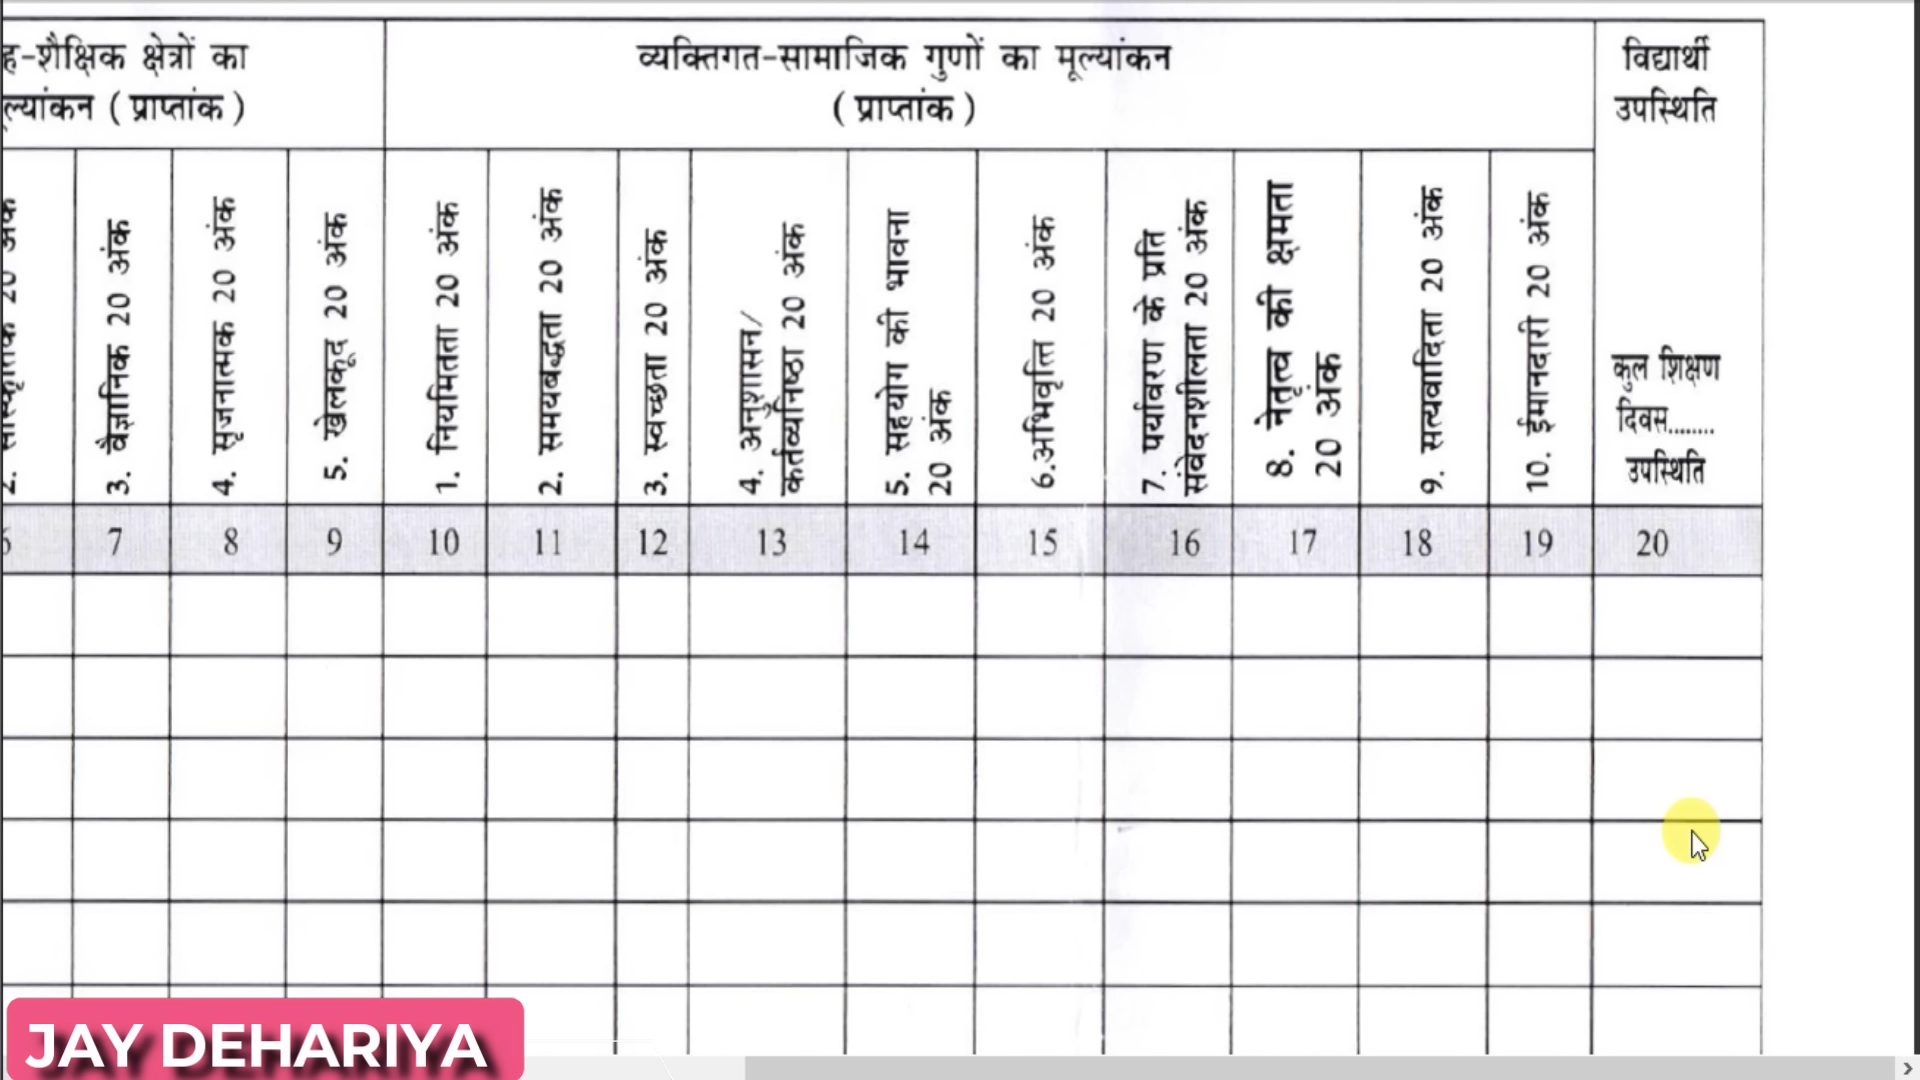 ह-शैक्षिक क्षेत्रों का
ल्यांकन ( प्राप्तांक )
व्यक्तिगत-सामाजिक गुणों का मूल्यांकन
( प्राप्तांक )
विद्यार्थी
उपस्थिति
2. सांस्कृतिक 20 अंक
3. वैज्ञानिक 20 अंक
4. सृजनात्मक 20 अंक
5. खेलकूद 20 अंक
1. नियमितता 20 अंक
2. समयबद्धता 20 अंक
3. स्वच्छता 20 अंक
4. अनुशासन/
कर्तव्यनिष्ठा 20 अंक
5. सहयोग की भावना
20 अंक
6.अभिवृत्ति 20 अंक
7. पर्यावरण के प्रति
संवेदनशीलता 20 अंक
8. नेतृत्व की क्षमता
20 अंक
9. सत्यवादिता 20 अंक
10. ईमानदारी 20 अंक
कुल शिक्षण
दिवस........
उपस्थिति
6 7 8 9 10 11 12 13 14 15 16 17 18 19 20
JAY DEHARIYA